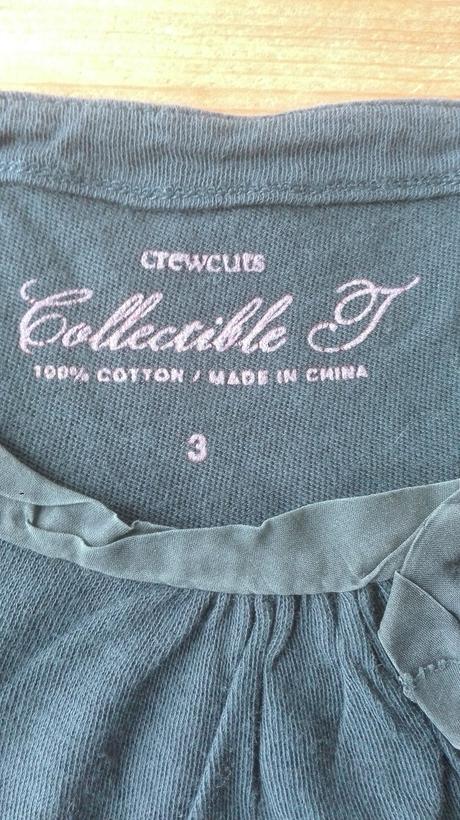 crewcuts
Collectible T
100% COTTON / MADE IN CHINA
3